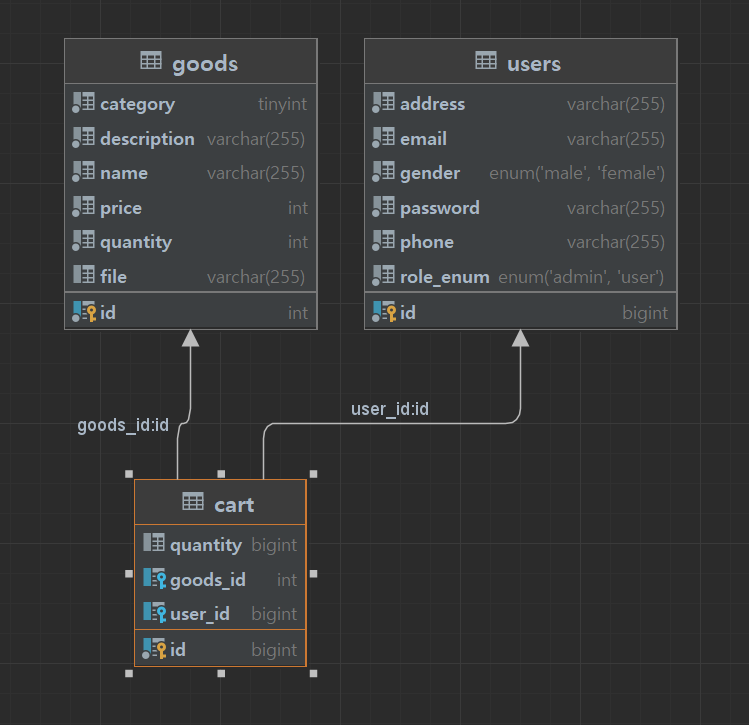 goods
category tinyint
description varchar(255)
name varchar(255)
price int
quantity int
file varchar(255)
id int
users
address varchar(255)
email varchar(255)
gender enum('male', 'female')
password varchar(255)
phone varchar(255)
role_enum enum('admin', 'user')
id bigint
goods_id:id
user_id:id
cart
quantity bigint
goods_id int
user_id bigint
id bigint